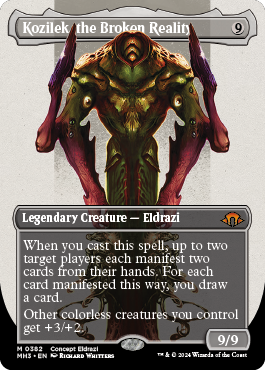 Kozilek, the Broken Reality 9
Legendary Creature — Eldrazi
When you cast this spell, up to two
target players each manifest two
cards from their hands. For each
card manifested this way, you draw
a card.
Other colorless creatures you control
get +3/+2.
9/9
M 0382 Concept Eldrazi
MH3 • EN RICHARD WHITTERS
™ & © 2024 Wizards of the Coast